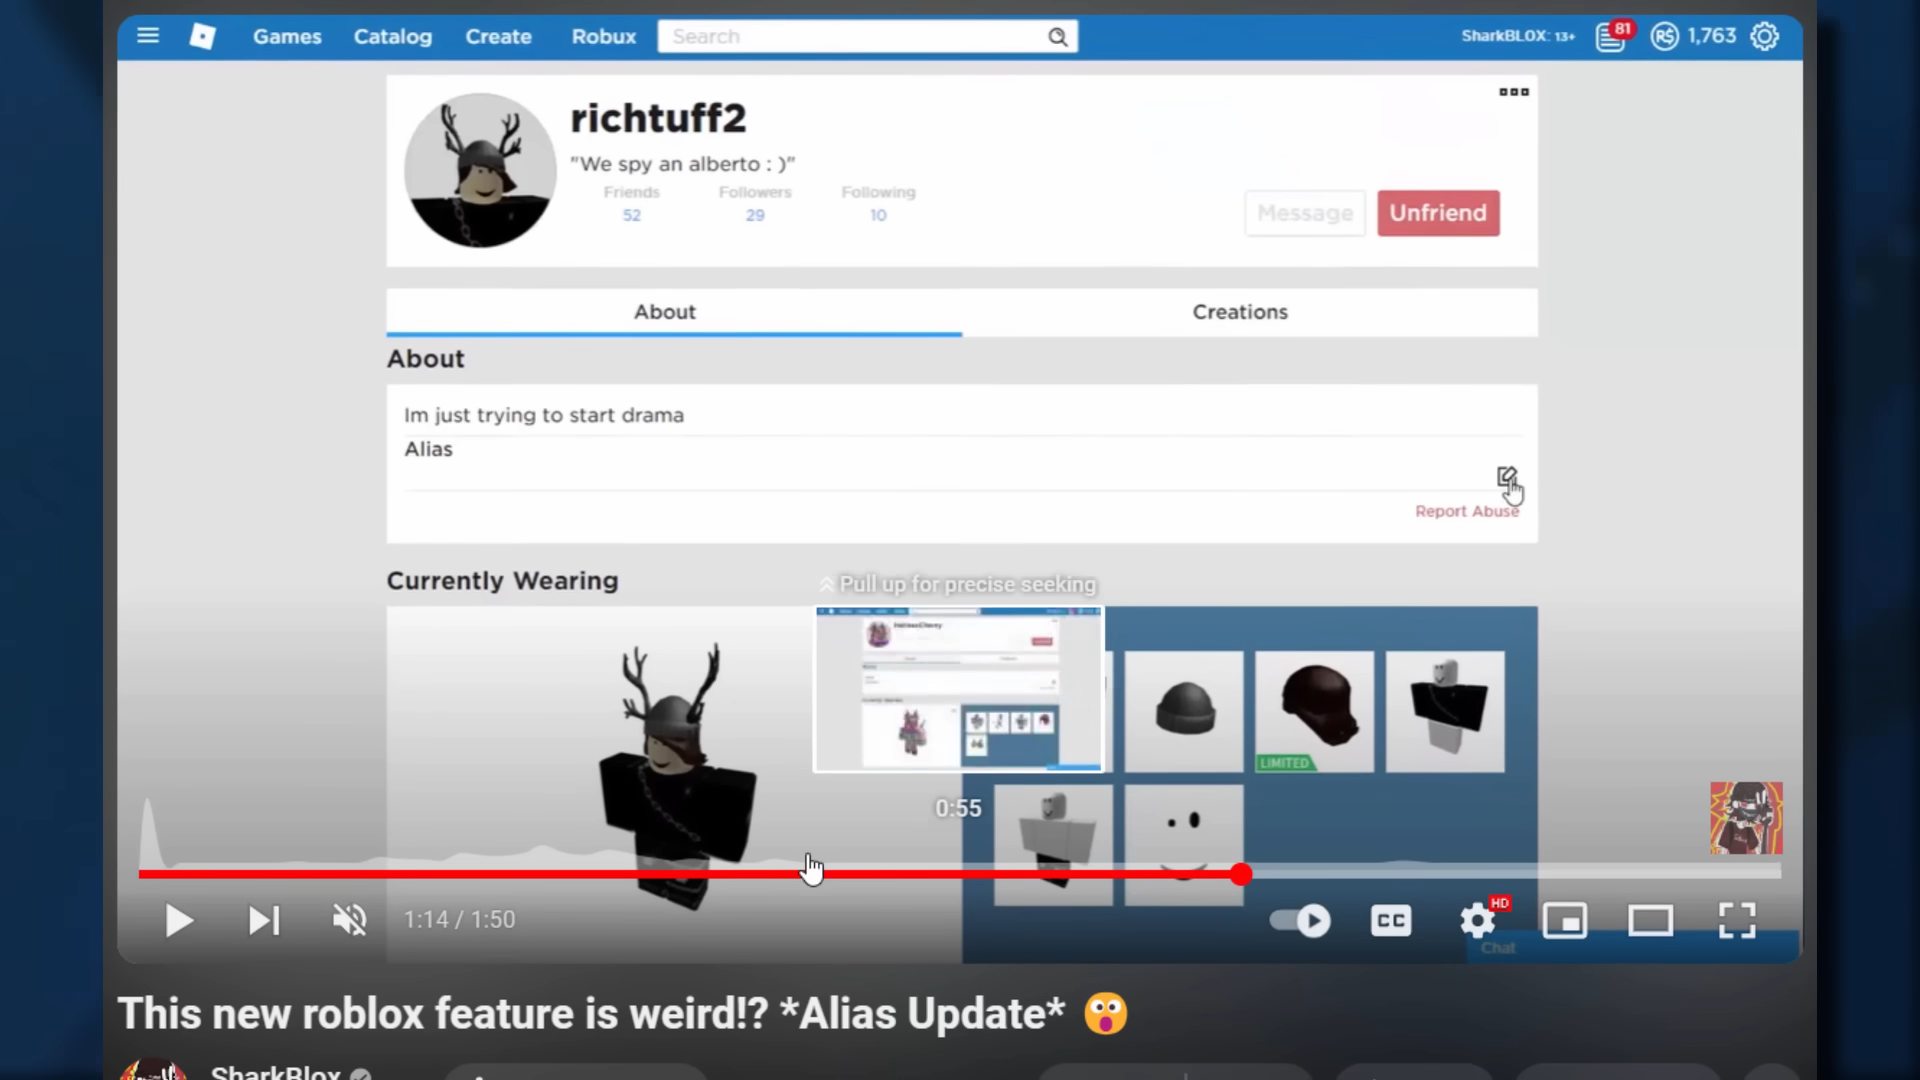 Games Catalog Create Robux Search SharkBLOX: 13+ 81 R$ 1,763
richtuff2
"We spy an alberto : )"
Friends Followers Following
52 29 10
Message Unfriend
About Creations
About
Im just trying to start drama
Alias
Report Abuse
Currently Wearing
Pull up for precise seeking
LIMITED
0:55
1:14 / 1:50
CC HD
Chat
This new roblox feature is weird!? *Alias Update* 😲
SharkBlox